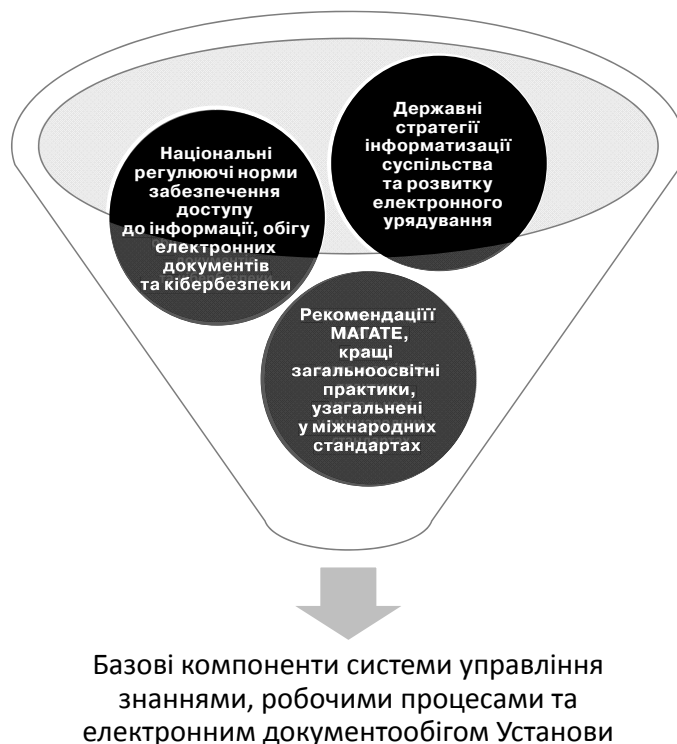 Національні
регулюючі норми
забезпечення
доступу
до інформації, обігу
електронних
документів
та кібербезпеки
Державні
стратегії
інформатизації
суспільства
та розвитку
електронного
урядування
Рекомендаціїї
МАГАТЕ,
кращі
загальноосвітні
практики,
узагальнені
у міжнародних
стандартах
Базові компоненти системи управління
знаннями, робочими процесами та
електронним документообігом Установи